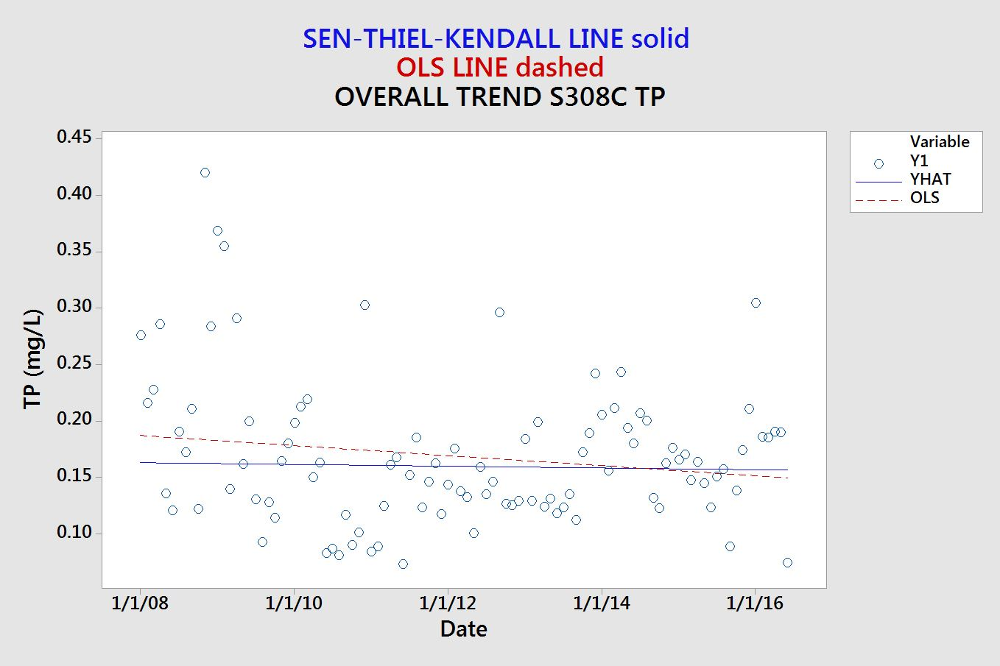 SEN-THIEL-KENDALL LINE solid
OLS LINE dashed
OVERALL TREND S308C TP
Variable
Y1
YHAT
OLS
0.45
0.40
0.35
0.30
0.25
0.20
0.15
0.10
TP (mg/L)
1/1/08 1/1/10 1/1/12 1/1/14 1/1/16
Date